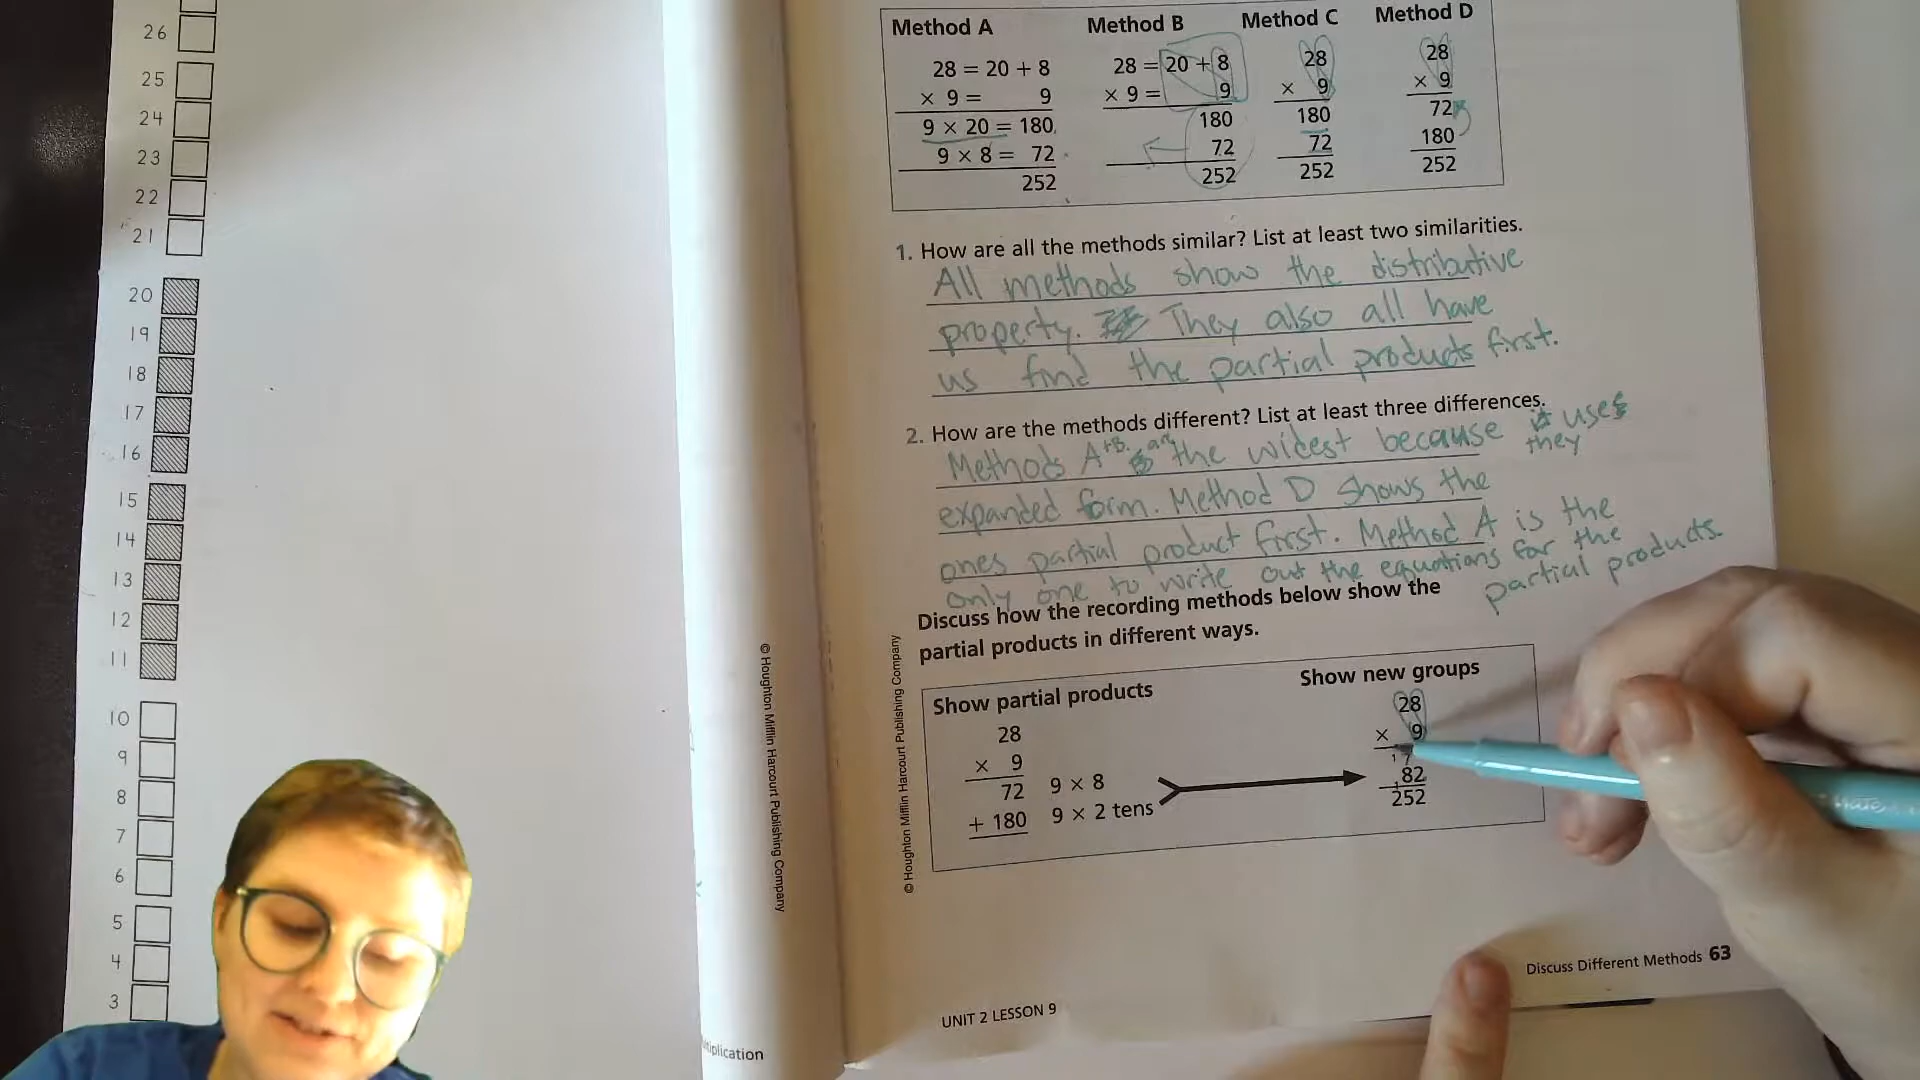 26
25
24
23
22
21
20
19
18
17
16
15
14
13
12
11
10
9
8
7
6
5
4
3
© Houghton Mifflin Harcourt Publishing Company
Method A
28 = 20 + 8
× 9 = 9
9 × 20 = 180
9 × 8 = 72
252
Method B
28 = 20 + 8
× 9 = 9
180
72
252
Method C
28
× 9
180
72
252
Method D
28
× 9
72
180
252
1. How are all the methods similar? List at least two similarities.
All methods show the distributive
property. They also all have
us find the partial products first.
2. How are the methods different? List at least three differences.
Methods A + B are the widest because they uses
expanded form. Method D shows the
ones partial product first. Method A is the
only one to write out the equations for the
partial products.
Discuss how the recording methods below show the
partial products in different ways.
Show partial products
28
× 9
72 9 × 8
+ 180 9 × 2 tens
Show new groups
28
× 9
1 7
82
1
252
© Houghton Mifflin Harcourt Publishing Company
UNIT 2 LESSON 9
Discuss Different Methods 63